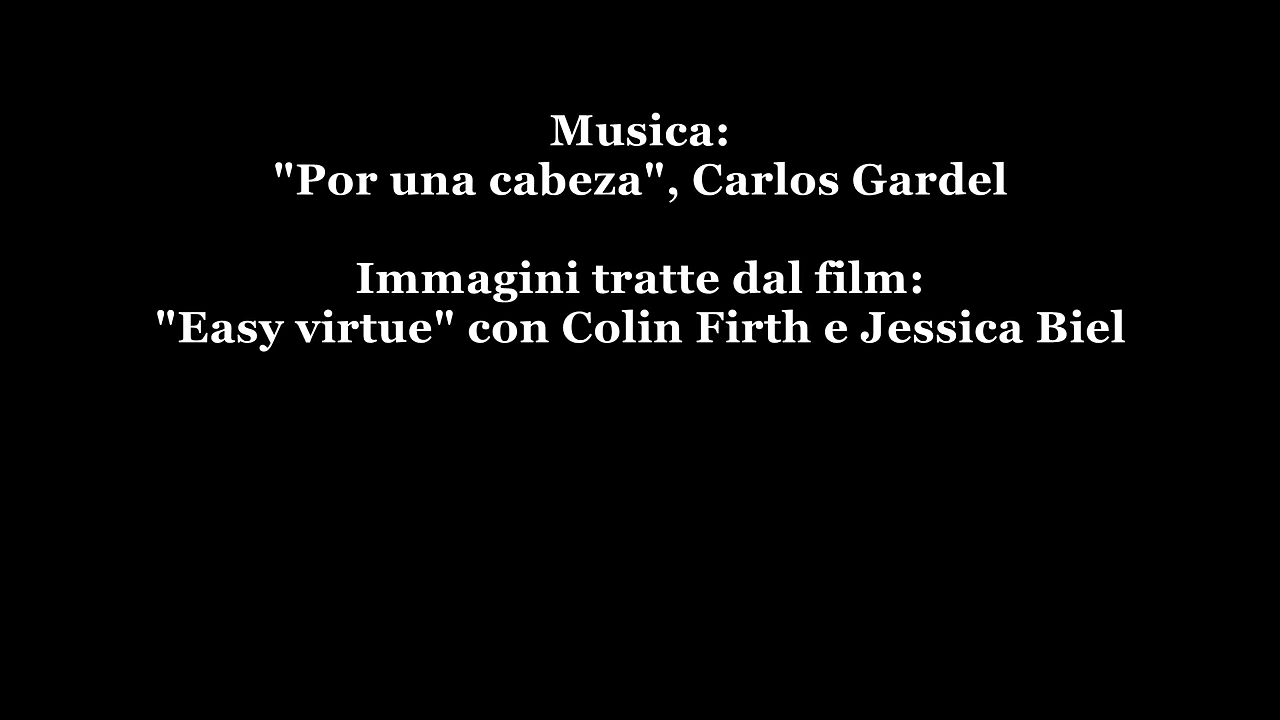 Musica:
"Por una cabeza", Carlos Gardel
Immagini tratte dal film:
"Easy virtue" con Colin Firth e Jessica Biel